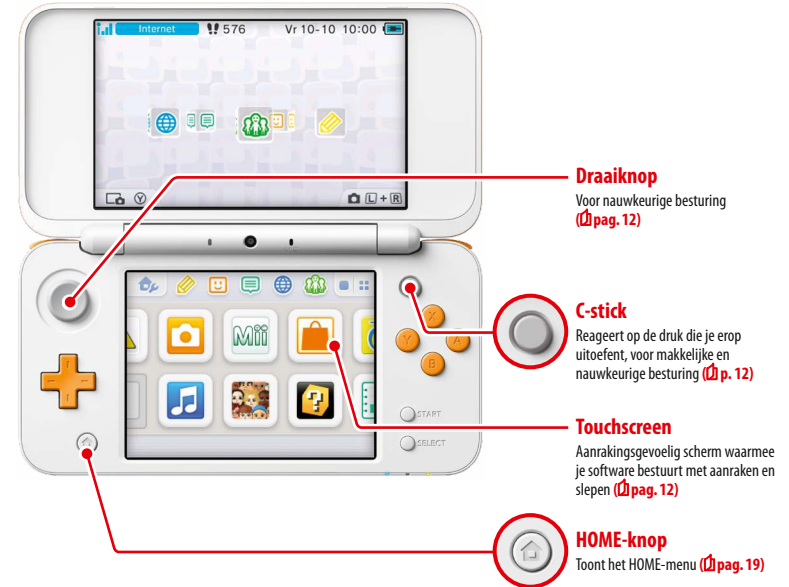 Internet 576 Vr 10-10 10:00
Y L + R
Draaiknop
Voor nauwkeurige besturing
(pag. 12)
Mii
X
Y A
B
START
SELECT
C-stick
Reageert op de druk die je erop
uitoefent, voor makkelijke en
nauwkeurige besturing (p. 12)
Touchscreen
Aanrakingsgevoelig scherm waarmee
je software bestuurt met aanraken en
slepen (pag. 12)
HOME-knop
Toont het HOME-menu (pag. 19)